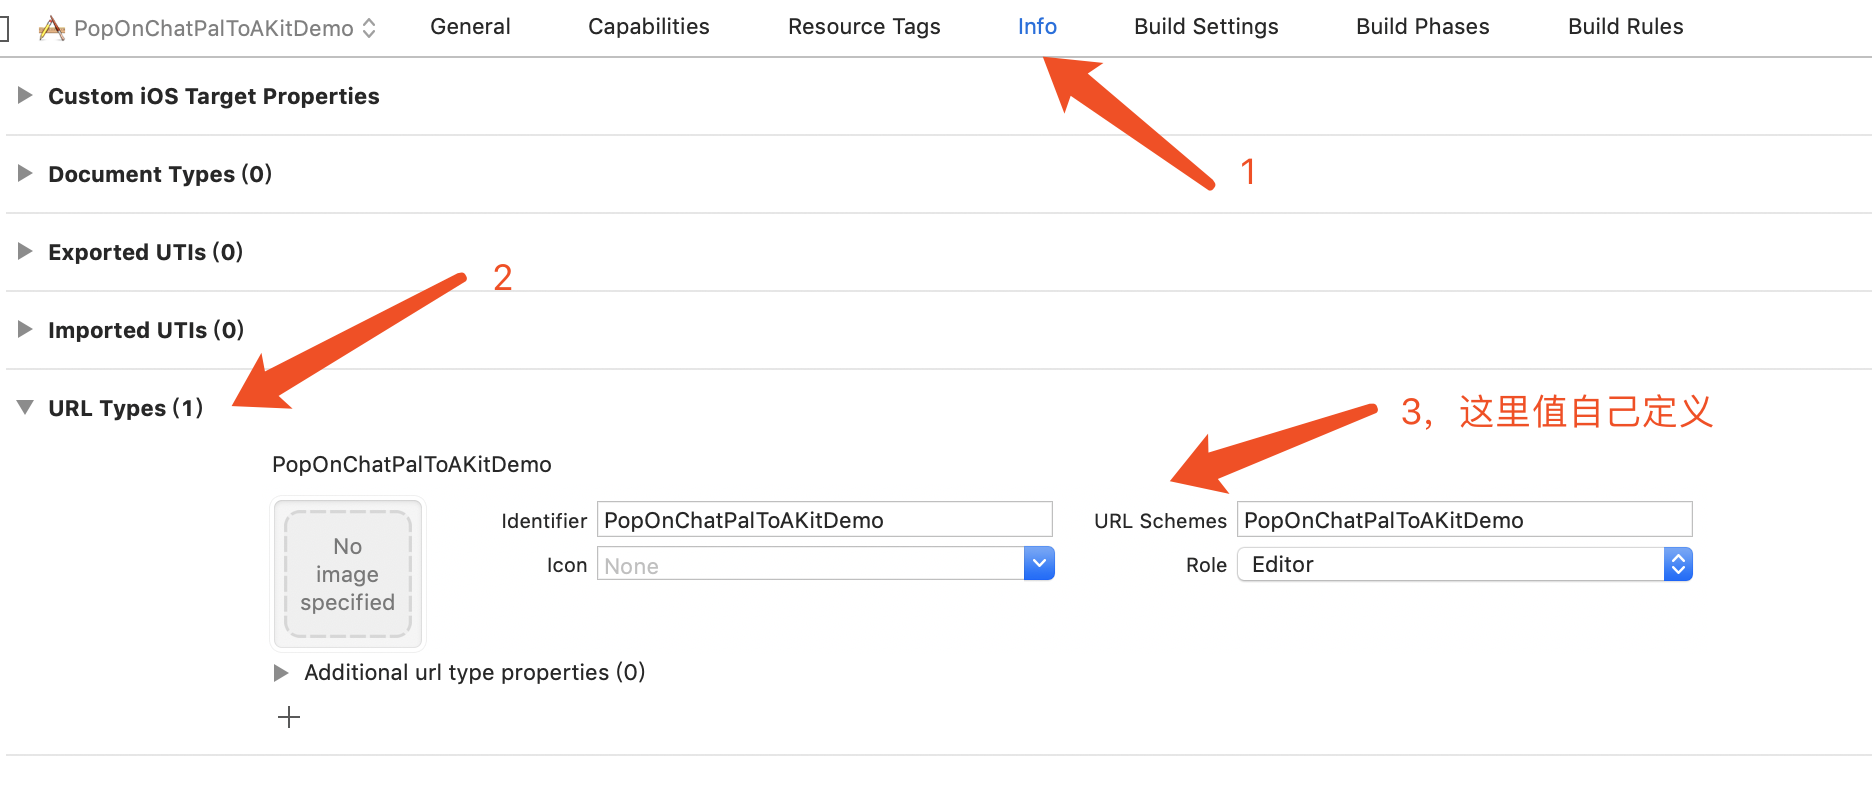 PopOnChatPalToAKitDemo General Capabilities Resource Tags Info Build Settings Build Phases Build Rules
Custom iOS Target Properties
1
Document Types (0)
Exported UTIs (0)
2
Imported UTIs (0)
URL Types (1)
3，这里值自己定义
PopOnChatPalToAKitDemo
No
image
specified
Identifier PopOnChatPalToAKitDemo URL Schemes PopOnChatPalToAKitDemo
Icon None Role Editor
Additional url type properties (0)